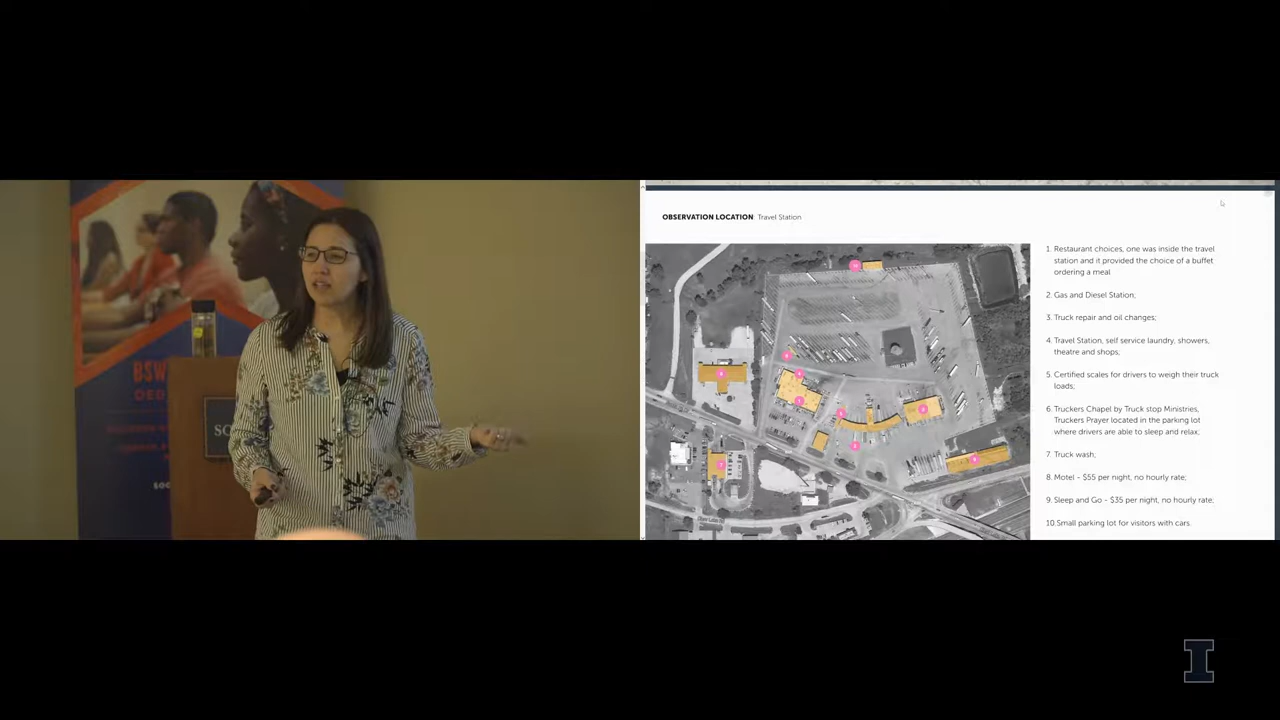 BSW
DE
SO
OBSERVATION LOCATION: Travel Station
1. Restaurant choices, one was inside the travel
station and it provided the choice of a buffet
ordering a meal
2. Gas and Diesel Station;
3. Truck repair and oil changes;
4. Travel Station, self service laundry, showers,
theatre and shops;
5. Certified scales for drivers to weigh their truck
loads;
6. Truckers Chapel by Truck stop Ministries,
Truckers Prayer located in the parking lot
where drivers are able to sleep and relax;
7. Truck wash;
8. Motel - $55 per night, no hourly rate;
9. Sleep and Go - $35 per night, no hourly rate;
10.Small parking lot for visitors with cars.
I